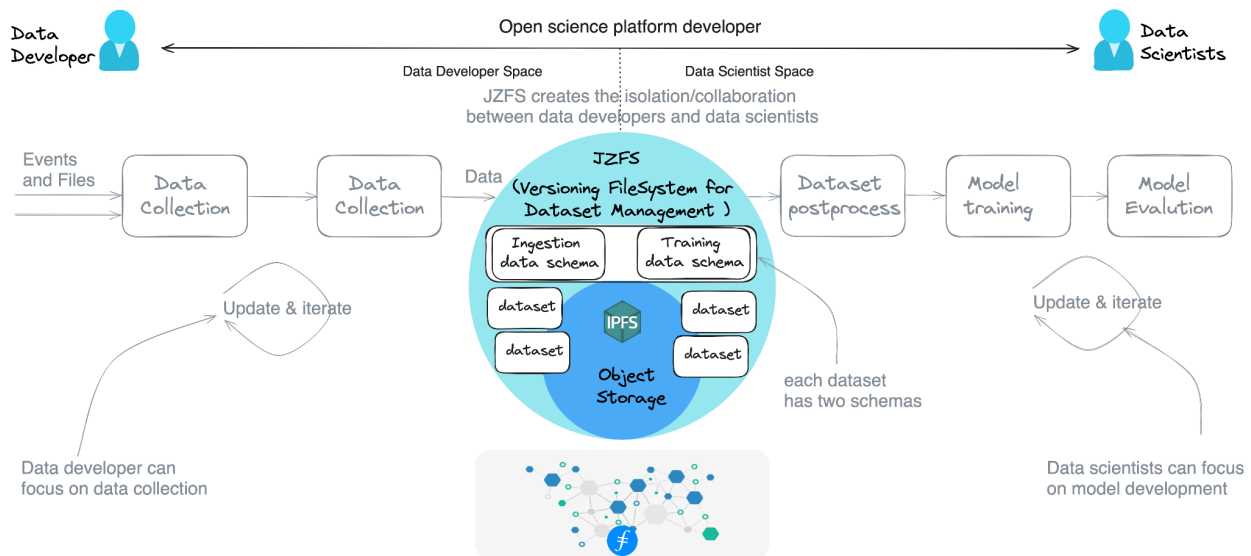 Data
Developer
Open science platform developer
Data
Scientists
Data Developer Space
Data Scientist Space
JZFS creates the isolation/collaboration
between data developers and data scientists
Events
and Files
Data
Collection
Data
Collection
Data
JZFS
(Versioning FileSystem for
Dataset Management )
Dataset
postprocess
Model
training
Model
Evalution
Ingestion
data schema
Training
data schema
Update & iterate
dataset
dataset
IPFS
dataset
dataset
Object
Storage
Update & iterate
each dataset
has two schemas
Data developer can
focus on data collection
Data scientists can focus
on model development